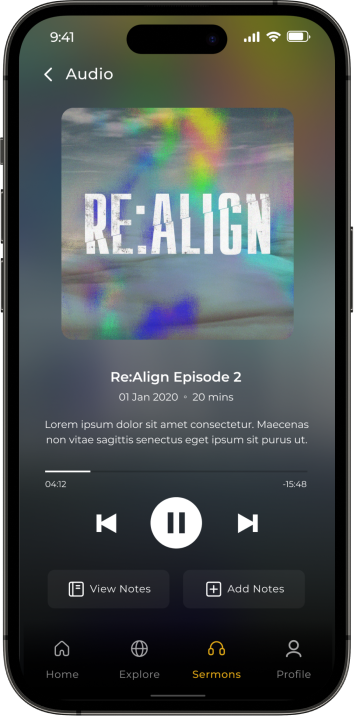 9:41
Audio
RE:ALIGN
Re:Align Episode 2
01 Jan 2020 • 20 mins
Lorem ipsum dolor sit amet consectetur. Maecenas
non vitae sagittis senectus eget ipsum sit purus ut.
04:12 -15:48
View Notes Add Notes
Home Explore Sermons Profile